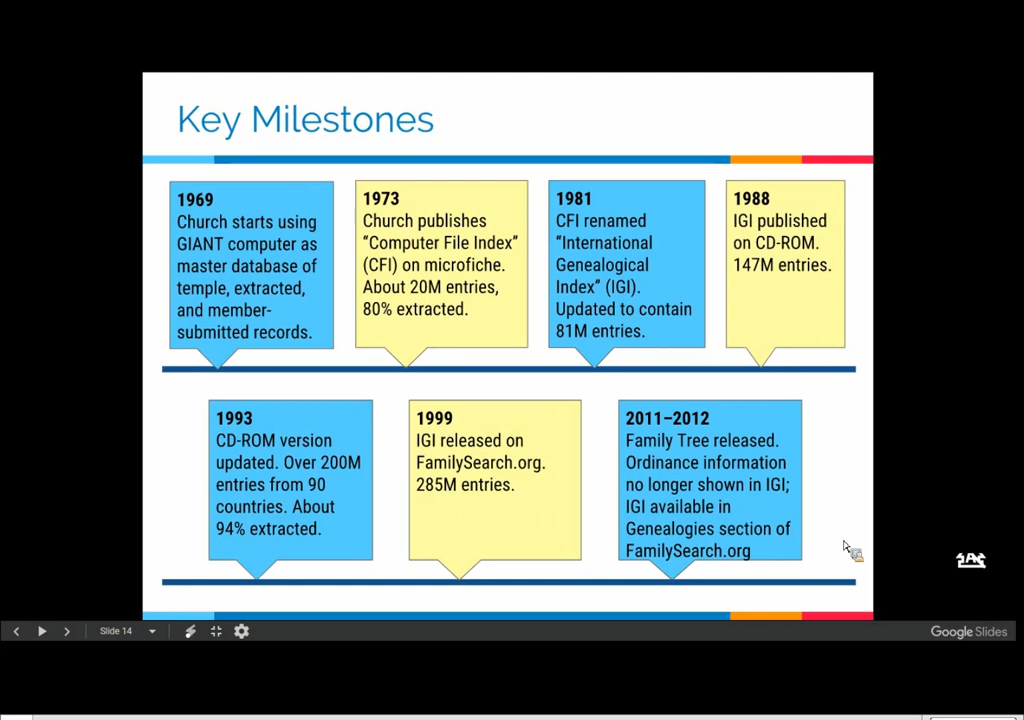 Key Milestones
1969
Church starts using
GIANT computer as
master database of
temple, extracted,
and member-
submitted records.
1973
Church publishes
“Computer File Index”
(CFI) on microfiche.
About 20M entries,
80% extracted.
1981
CFI renamed
“International
Genealogical
Index” (IGI).
Updated to contain
81M entries.
1988
IGI published
on CD-ROM.
147M entries.
1993
CD-ROM version
updated. Over 200M
entries from 90
countries. About
94% extracted.
1999
IGI released on
FamilySearch.org.
285M entries.
2011–2012
Family Tree released.
Ordinance information
no longer shown in IGI;
IGI available in
Genealogies section of
FamilySearch.org
Slide 14
Google Slides